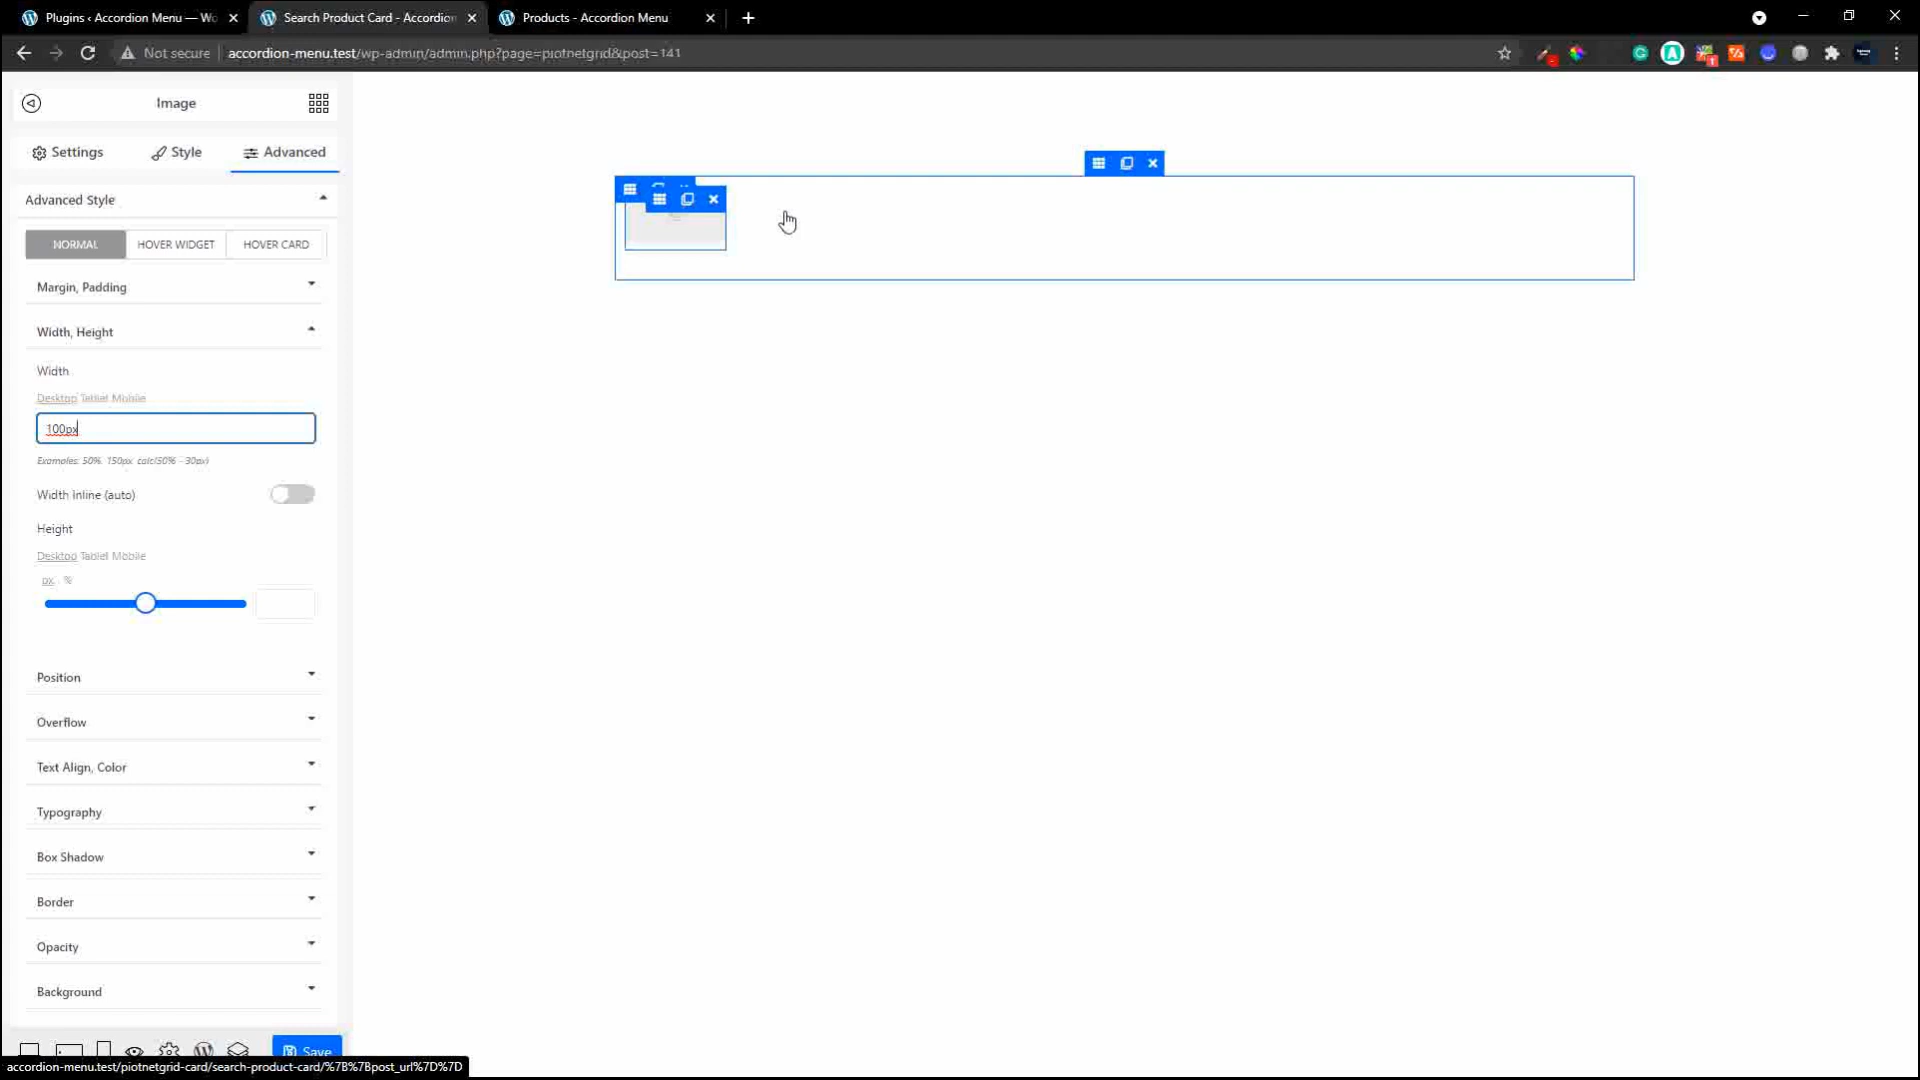 Plugins ‹ Accordion Menu — Wo
Search Product Card - Accordion
Products - Accordion Menu
Not secure
accordion-menu.test/wp-admin/admin.php?page=piotnetgrid&post=141
Image
Settings
Style
Advanced
Advanced Style
NORMAL
HOVER WIDGET
HOVER CARD
Margin, Padding
Width, Height
Width
Desktop Tablet Mobile
100px
Examples: 50%, 150px, calc(50% - 30px)
Width Inline (auto)
Height
Desktop Tablet Mobile
px %
Position
Overflow
Text Align, Color
Typography
Box Shadow
Border
Opacity
Background
Save
accordion-menu.test/piotnetgrid-card/search-product-card/%7B%7Bpost_url%7D%7D